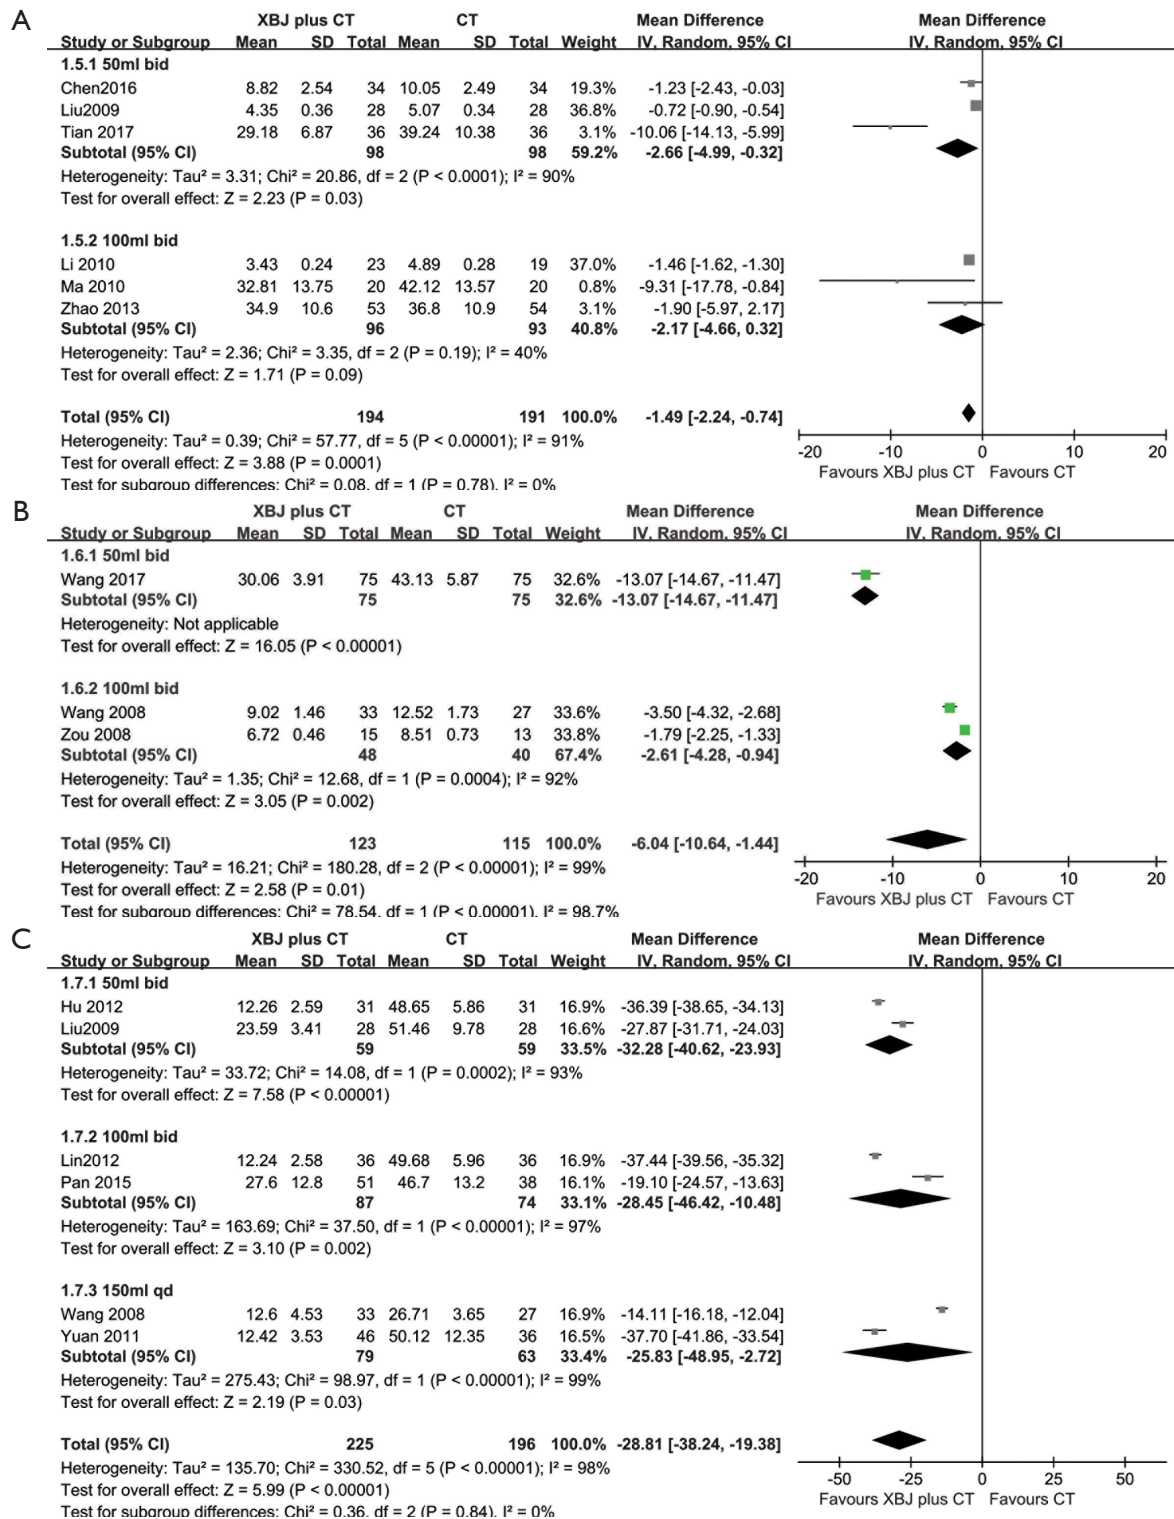 A
XBJ plus CT CT Mean Difference Mean Difference
Study or Subgroup Mean SD Total Mean SD Total Weight IV, Random, 95% CI IV, Random, 95% CI
1.5.1 50ml bid
Chen2016 8.82 2.54 34 10.05 2.49 34 19.3% -1.23 [-2.43, -0.03]
Liu2009 4.35 0.36 28 5.07 0.34 28 36.8% -0.72 [-0.90, -0.54]
Tian 2017 29.18 6.87 36 39.24 10.38 36 3.1% -10.06 [-14.13, -5.99]
Subtotal (95% CI) 98 98 59.2% -2.66 [-4.99, -0.32]
Heterogeneity: Tau² = 3.31; Chi² = 20.86, df = 2 (P < 0.0001); I² = 90%
Test for overall effect: Z = 2.23 (P = 0.03)
1.5.2 100ml bid
Li 2010 3.43 0.24 23 4.89 0.28 19 37.0% -1.46 [-1.62, -1.30]
Ma 2010 32.81 13.75 20 42.12 13.57 20 0.8% -9.31 [-17.78, -0.84]
Zhao 2013 34.9 10.6 53 36.8 10.9 54 3.1% -1.90 [-5.97, 2.17]
Subtotal (95% CI) 96 93 40.8% -2.17 [-4.66, 0.32]
Heterogeneity: Tau² = 2.36; Chi² = 3.35, df = 2 (P = 0.19); I² = 40%
Test for overall effect: Z = 1.71 (P = 0.09)
Total (95% CI) 194 191 100.0% -1.49 [-2.24, -0.74]
Heterogeneity: Tau² = 0.39; Chi² = 57.77, df = 5 (P < 0.00001); I² = 91%
Test for overall effect: Z = 3.88 (P = 0.0001)
Test for subgroup differences: Chi² = 0.08, df = 1 (P = 0.78), I² = 0%
-20 -10 0 10 20
Favours XBJ plus CT Favours CT
B
XBJ plus CT CT Mean Difference Mean Difference
Study or Subgroup Mean SD Total Mean SD Total Weight IV, Random, 95% CI IV, Random, 95% CI
1.6.1 50ml bid
Wang 2017 30.06 3.91 75 43.13 5.87 75 32.6% -13.07 [-14.67, -11.47]
Subtotal (95% CI) 75 75 32.6% -13.07 [-14.67, -11.47]
Heterogeneity: Not applicable
Test for overall effect: Z = 16.05 (P < 0.00001)
1.6.2 100ml bid
Wang 2008 9.02 1.46 33 12.52 1.73 27 33.6% -3.50 [-4.32, -2.68]
Zou 2008 6.72 0.46 15 8.51 0.73 13 33.8% -1.79 [-2.25, -1.33]
Subtotal (95% CI) 48 40 67.4% -2.61 [-4.28, -0.94]
Heterogeneity: Tau² = 1.35; Chi² = 12.68, df = 1 (P = 0.0004); I² = 92%
Test for overall effect: Z = 3.05 (P = 0.002)
Total (95% CI) 123 115 100.0% -6.04 [-10.64, -1.44]
Heterogeneity: Tau² = 16.21; Chi² = 180.28, df = 2 (P < 0.00001); I² = 99%
Test for overall effect: Z = 2.58 (P = 0.01)
Test for subgroup differences: Chi² = 78.54, df = 1 (P < 0.00001), I² = 98.7%
-20 -10 0 10 20
Favours XBJ plus CT Favours CT
C
XBJ plus CT CT Mean Difference Mean Difference
Study or Subgroup Mean SD Total Mean SD Total Weight IV, Random, 95% CI IV, Random, 95% CI
1.7.1 50ml bid
Hu 2012 12.26 2.59 31 48.65 5.86 31 16.9% -36.39 [-38.65, -34.13]
Liu2009 23.59 3.41 28 51.46 9.78 28 16.6% -27.87 [-31.71, -24.03]
Subtotal (95% CI) 59 59 33.5% -32.28 [-40.62, -23.93]
Heterogeneity: Tau² = 33.72; Chi² = 14.08, df = 1 (P = 0.0002); I² = 93%
Test for overall effect: Z = 7.58 (P < 0.00001)
1.7.2 100ml bid
Lin2012 12.24 2.58 36 49.68 5.96 36 16.9% -37.44 [-39.56, -35.32]
Pan 2015 27.6 12.8 51 46.7 13.2 38 16.1% -19.10 [-24.57, -13.63]
Subtotal (95% CI) 87 74 33.1% -28.45 [-46.42, -10.48]
Heterogeneity: Tau² = 163.69; Chi² = 37.50, df = 1 (P < 0.00001); I² = 97%
Test for overall effect: Z = 3.10 (P = 0.002)
1.7.3 150ml qd
Wang 2008 12.6 4.53 33 26.71 3.65 27 16.9% -14.11 [-16.18, -12.04]
Yuan 2011 12.42 3.53 46 50.12 12.35 36 16.5% -37.70 [-41.86, -33.54]
Subtotal (95% CI) 79 63 33.4% -25.83 [-48.95, -2.72]
Heterogeneity: Tau² = 275.43; Chi² = 98.97, df = 1 (P < 0.00001); I² = 99%
Test for overall effect: Z = 2.19 (P = 0.03)
Total (95% CI) 225 196 100.0% -28.81 [-38.24, -19.38]
Heterogeneity: Tau² = 135.70; Chi² = 330.52, df = 5 (P < 0.00001); I² = 98%
Test for overall effect: Z = 5.99 (P < 0.00001)
Test for subgroup differences: Chi² = 0.36, df = 2 (P = 0.84), I² = 0%
-50 -25 0 25 50
Favours XBJ plus CT Favours CT